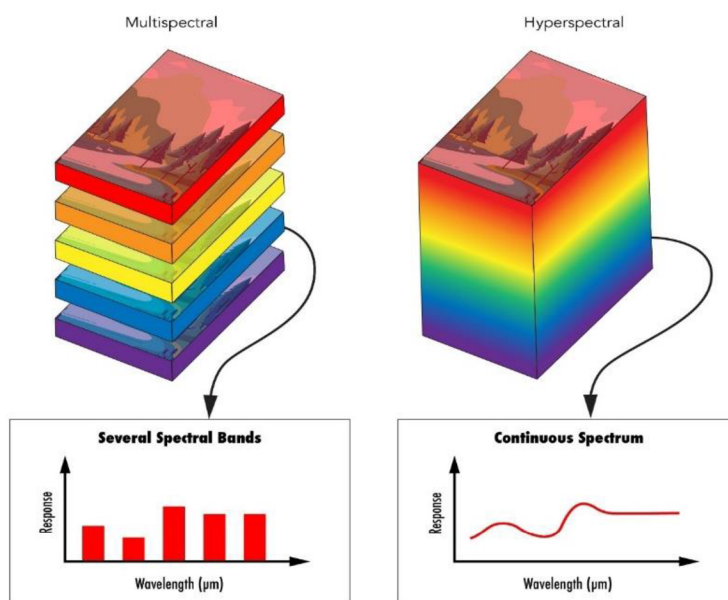 Multispectral
Hyperspectral
Several Spectral Bands
Response
Wavelength (μm)
Continuous Spectrum
Response
Wavelength (μm)